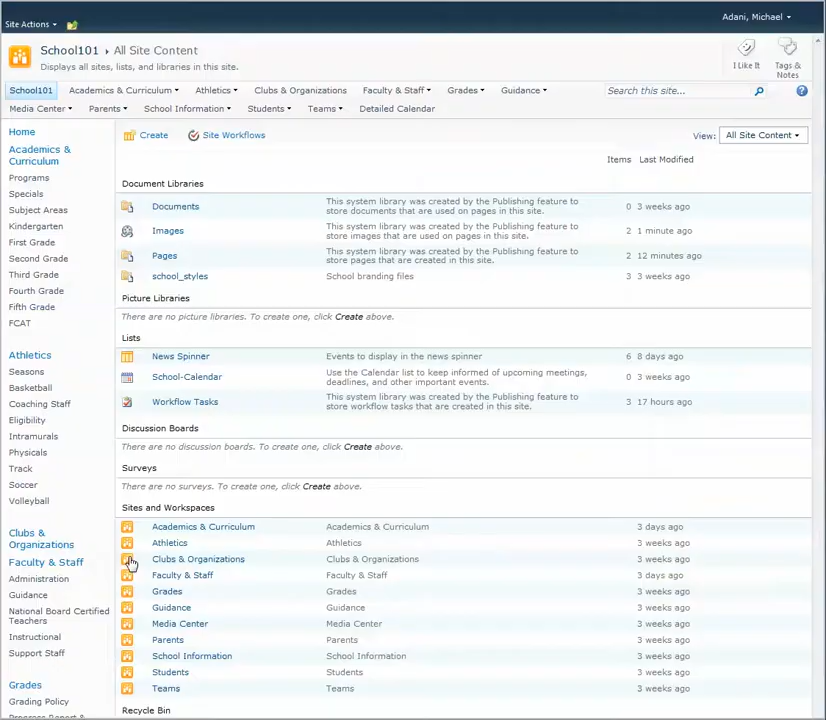 Adani, Michael
Site Actions
School101 ▸ All Site Content
Displays all sites, lists, and libraries in this site.
I Like It
Tags &
Notes
School101
Academics & Curriculum
Athletics
Clubs & Organizations
Faculty & Staff
Grades
Guidance
Search this site...
Media Center
Parents
School Information
Students
Teams
Detailed Calendar
Home
Academics &
Curriculum
Programs
Specials
Subject Areas
Kindergarten
First Grade
Second Grade
Third Grade
Fourth Grade
Fifth Grade
FCAT
Athletics
Seasons
Basketball
Coaching Staff
Eligibility
Intramurals
Physicals
Track
Soccer
Volleyball
Clubs &
Organizations
Faculty & Staff
Administration
Guidance
National Board Certified
Teachers
Instructional
Support Staff
Grades
Grading Policy
Progress Report &
Create
Site Workflows
View: All Site Content
Items Last Modified
Document Libraries
Documents
This system library was created by the Publishing feature to
store documents that are used on pages in this site.
0 3 weeks ago
Images
This system library was created by the Publishing feature to
store images that are used on pages in this site.
2 1 minute ago
Pages
This system library was created by the Publishing feature to
store pages that are created in this site.
2 12 minutes ago
school_styles School branding files 3 3 weeks ago
Picture Libraries
There are no picture libraries. To create one, click Create above.
Lists
News Spinner Events to display in the news spinner 6 8 days ago
School-Calendar
Use the Calendar list to keep informed of upcoming meetings,
deadlines, and other important events.
0 3 weeks ago
Workflow Tasks
This system library was created by the Publishing feature to
store workflow tasks that are created in this site.
3 17 hours ago
Discussion Boards
There are no discussion boards. To create one, click Create above.
Surveys
There are no surveys. To create one, click Create above.
Sites and Workspaces
Academics & Curriculum Academics & Curriculum 3 days ago
Athletics Athletics 3 weeks ago
Clubs & Organizations Clubs & Organizations 3 weeks ago
Faculty & Staff Faculty & Staff 3 days ago
Grades Grades 3 weeks ago
Guidance Guidance 3 weeks ago
Media Center Media Center 3 weeks ago
Parents Parents 3 weeks ago
School Information School Information 3 weeks ago
Students Students 3 weeks ago
Teams Teams 3 weeks ago
Recycle Bin